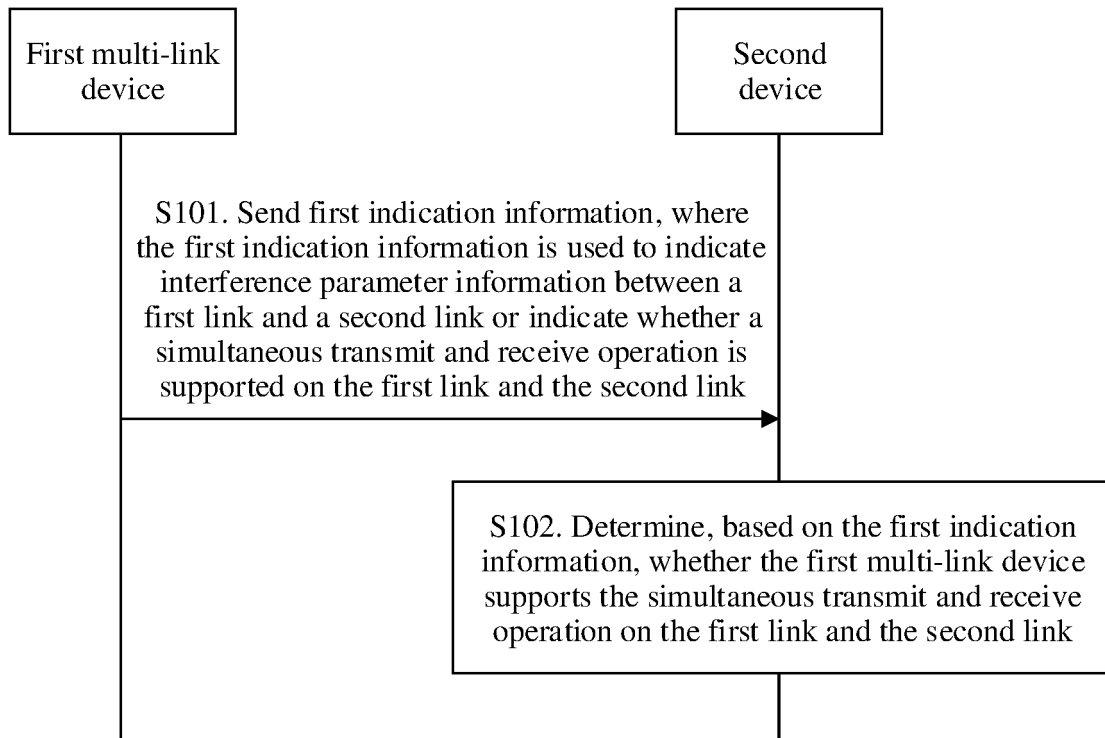 First multi-link
device
Second
device
S101. Send first indication information, where
the first indication information is used to indicate
interference parameter information between a
first link and a second link or indicate whether a
simultaneous transmit and receive operation is
supported on the first link and the second link
S102. Determine, based on the first indication
information, whether the first multi-link device
supports the simultaneous transmit and receive
operation on the first link and the second link